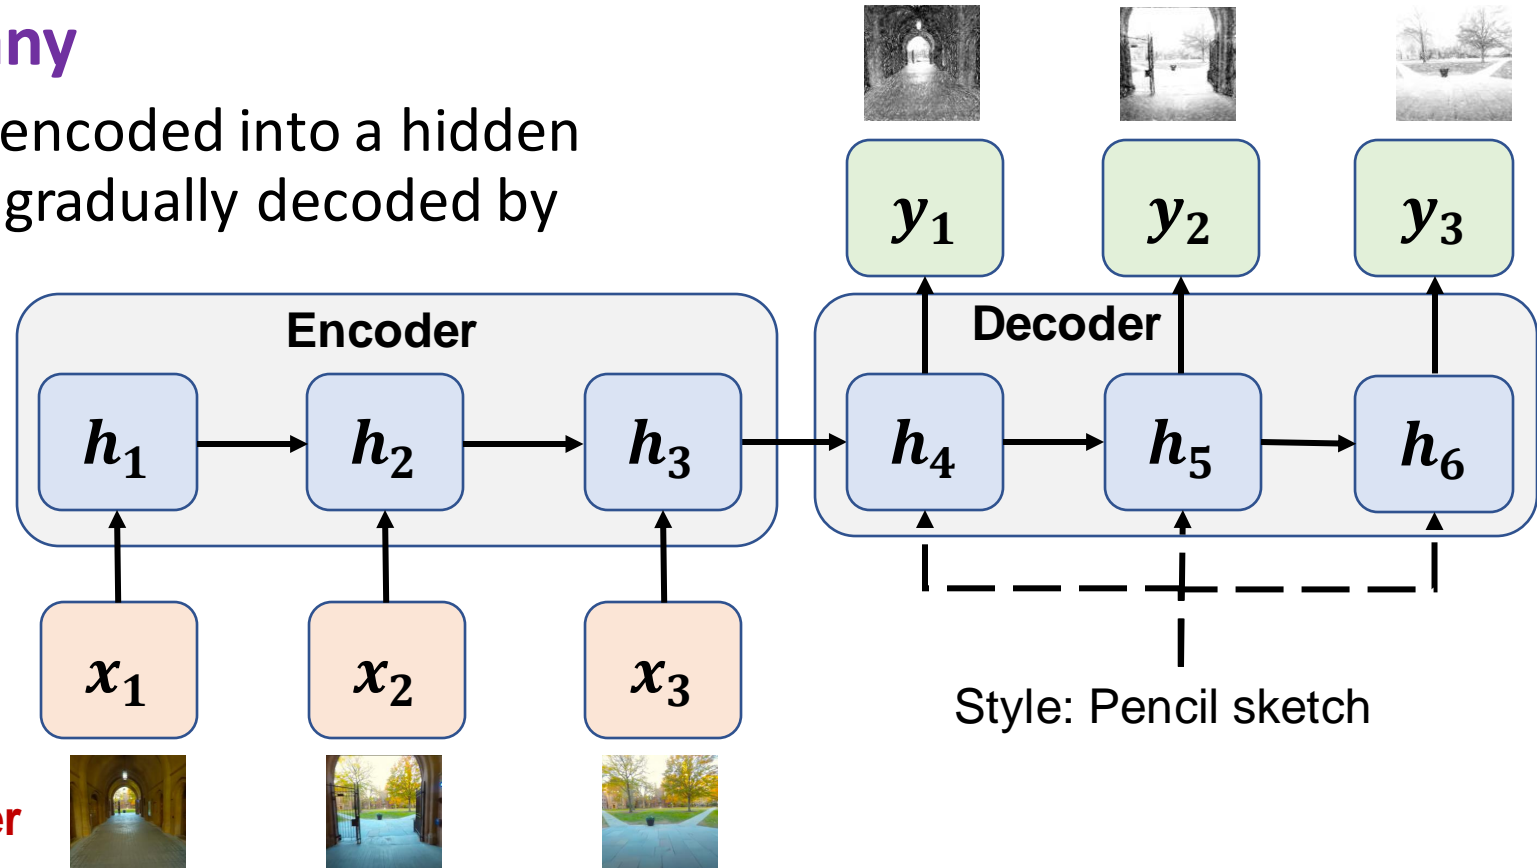 ny
encoded into a hidden
gradually decoded by
Encoder
Decoder
y₁ y₂ y₃
h₁ h₂ h₃ h₄ h₅ h₆
x₁ x₂ x₃
Style: Pencil sketch
er